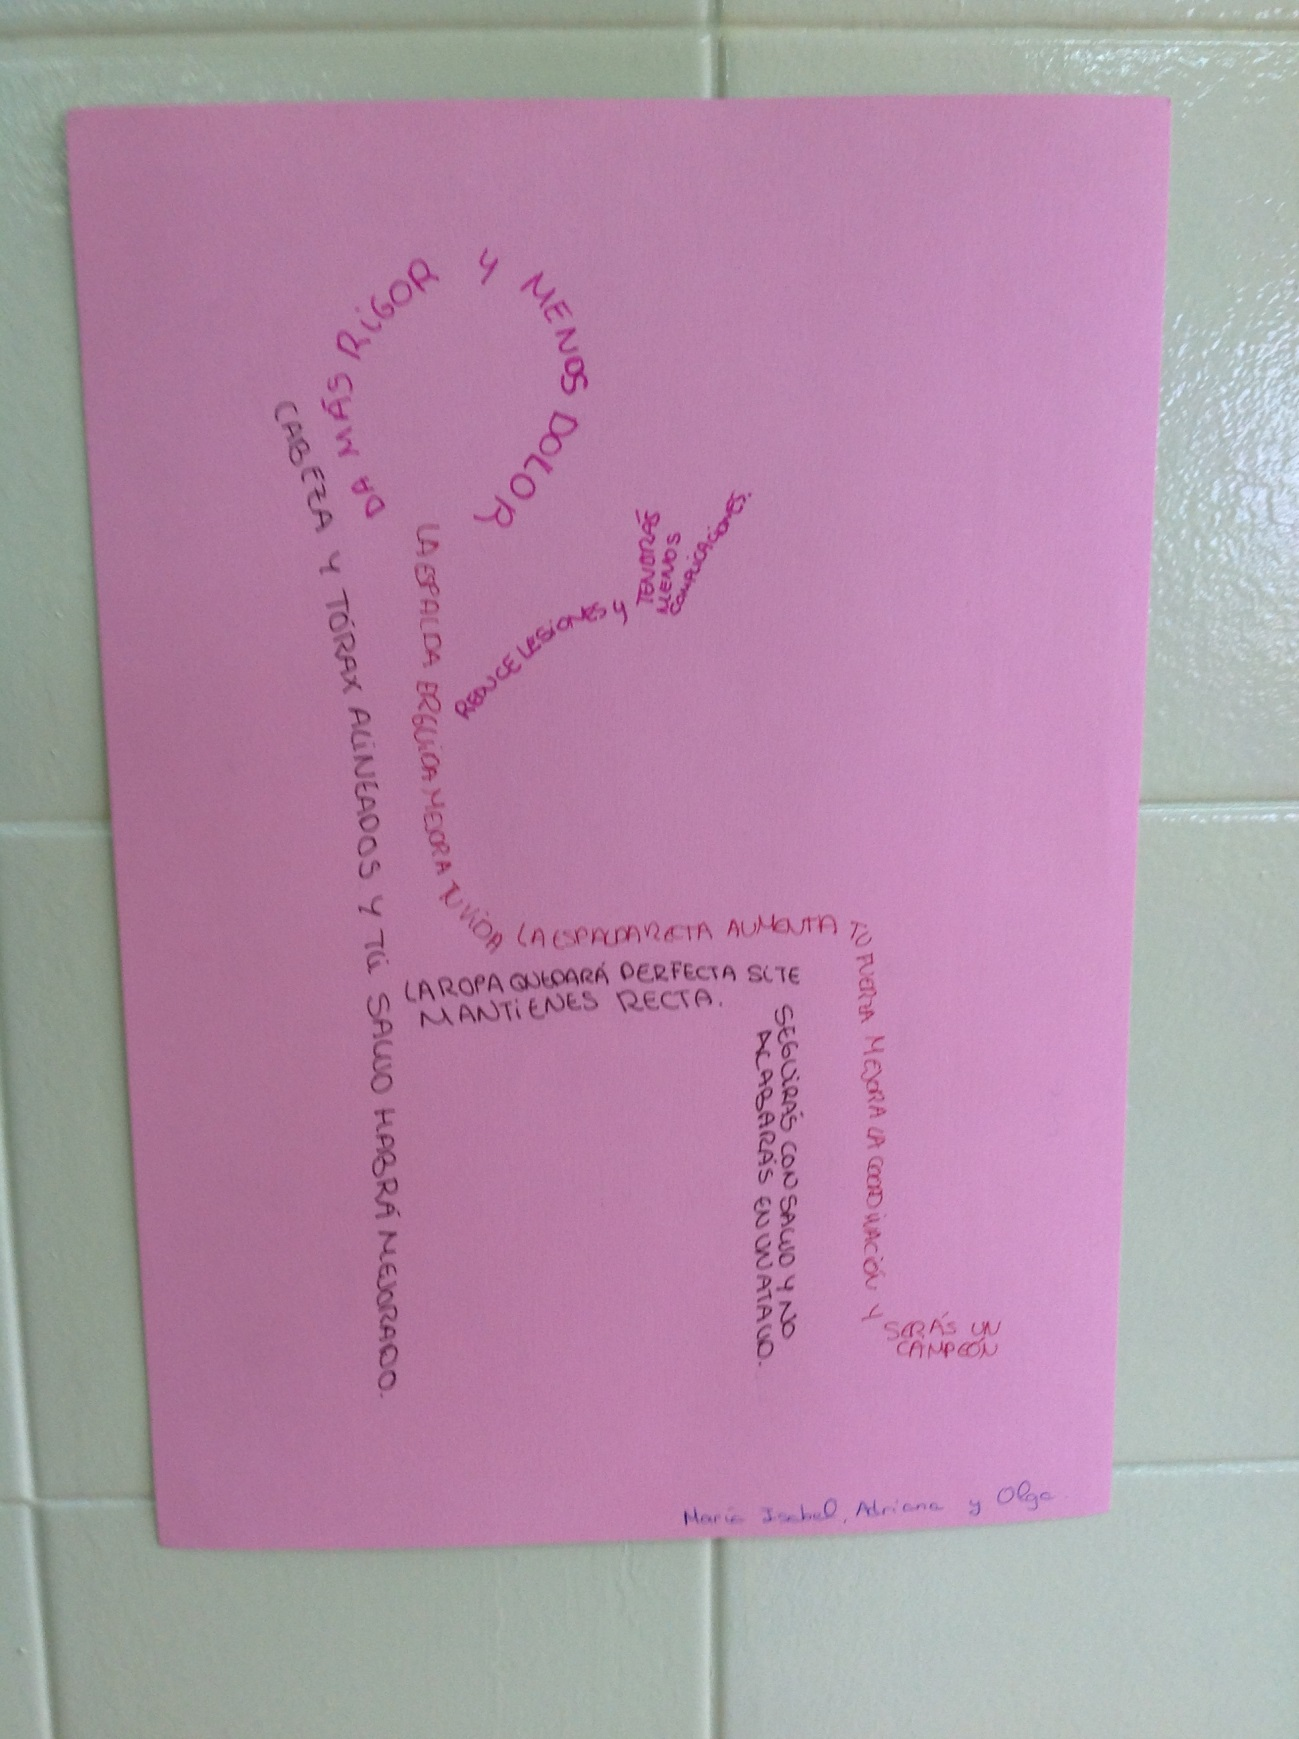 DA MÁS RIGOR Y MENOS DOLOR
REDUCE LESIONES Y
TENDRÁS
MENOS
COMPLICACIONES.
LA ESPALDA ERGUIDA MEJORA TU VIDA
LA ESPALDA RECTA AUMENTA
TU FUERZA MEJORA LA COORDINACIÓN Y
SERÁS UN
CAMPEÓN
CABEZA Y TÓRAX ALINEADOS Y TÚ SALUD HABRÁ MEJORADO.
LA ROPA QUEDARÁ PERFECTA SI TE
MANTIENES RECTA.
SEGUIRÁS CON SALUD Y NO
ACABARÁS EN UN ATAUD.
María Isabel, Adriana y Olga